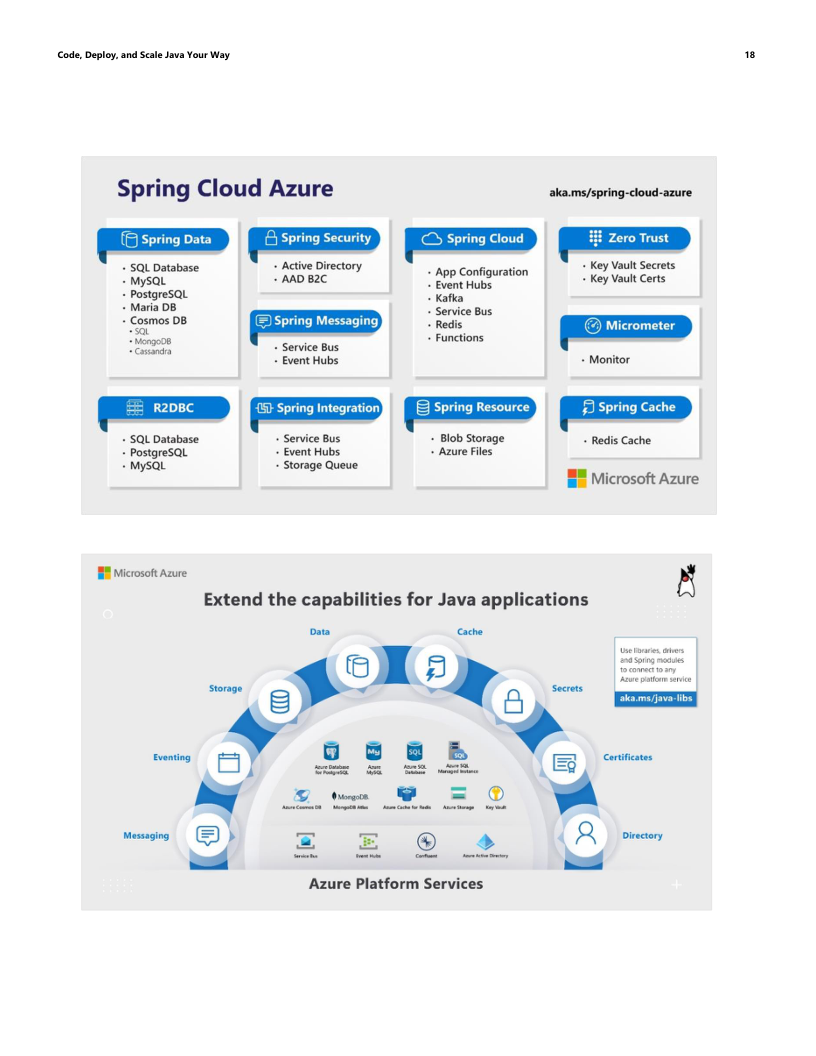 Code, Deploy, and Scale Java Your Way
18
Spring Cloud Azure
aka.ms/spring-cloud-azure
Spring Data
• SQL Database
• MySQL
• PostgreSQL
• Maria DB
• Cosmos DB
• SQL
• MongoDB
• Cassandra
Spring Security
• Active Directory
• AAD B2C
Spring Messaging
• Service Bus
• Event Hubs
Spring Cloud
• App Configuration
• Event Hubs
• Kafka
• Service Bus
• Redis
• Functions
Zero Trust
• Key Vault Secrets
• Key Vault Certs
Micrometer
• Monitor
R2DBC
• SQL Database
• PostgreSQL
• MySQL
Spring Integration
• Service Bus
• Event Hubs
• Storage Queue
Spring Resource
• Blob Storage
• Azure Files
Spring Cache
• Redis Cache
Microsoft Azure
Microsoft Azure
Extend the capabilities for Java applications
Data
Cache
Storage
Secrets
Eventing
Certificates
Messaging
Directory
Use libraries, drivers
and Spring modules
to connect to any
Azure platform service
aka.ms/java-libs
My
SQL
SQL
Azure Database
for PostgreSQL
Azure
MySQL
Azure SQL
Database
Azure SQL
Managed Instance
MongoDB.
Azure Cosmos DB
MongoDB Atlas
Azure Cache for Redis
Azure Storage
Key Vault
Service Bus
Event Hubs
Confluent
Azure Active Directory
Azure Platform Services